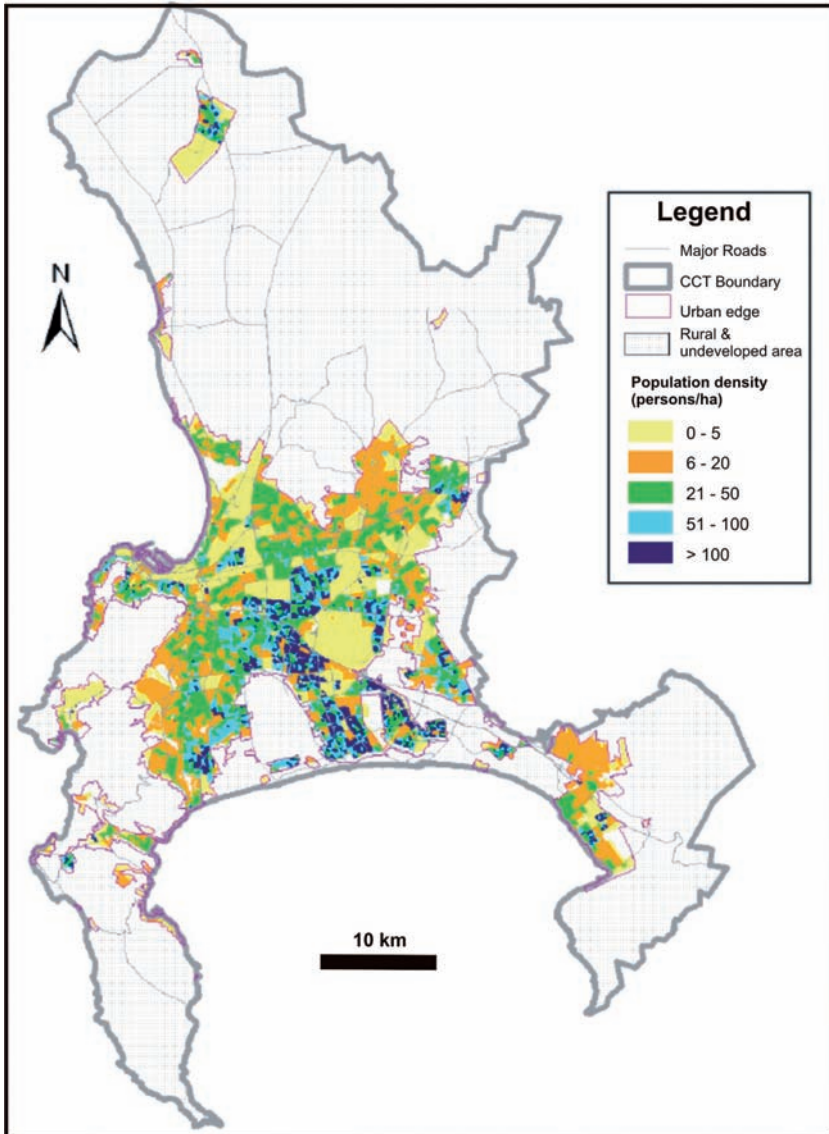 N
Legend
Major Roads
CCT Boundary
Urban edge
Rural &
undeveloped area
Population density
(persons/ha)
0 - 5
6 - 20
21 - 50
51 - 100
> 100
10 km